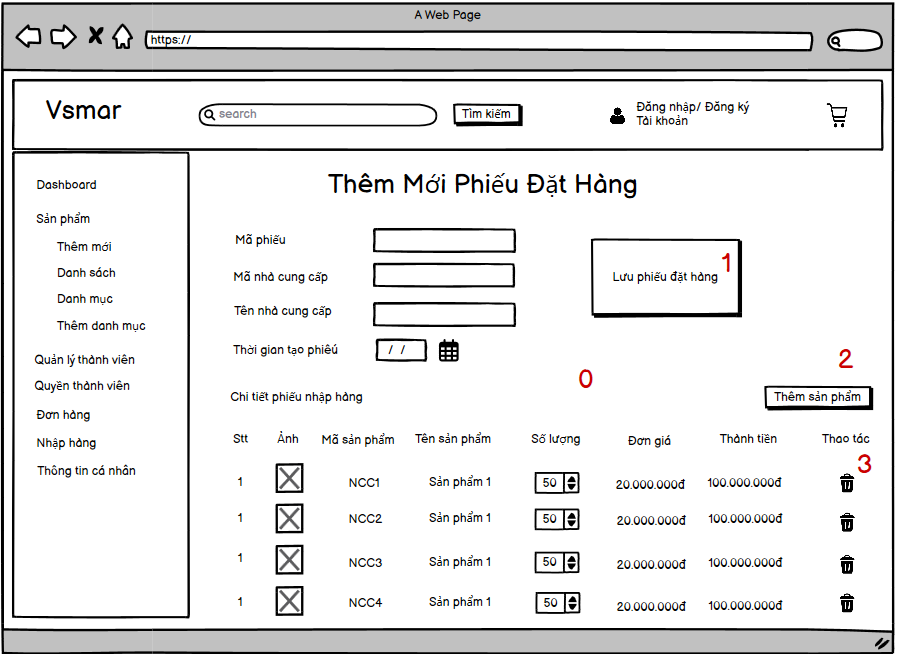 A Web Page
https://
Vsmar
search
Tìm kiếm
Đăng nhập/ Đăng ký
Tài khoản
Dashboard
Sản phẩm
Thêm mới
Danh sách
Danh mục
Thêm danh mục
Quản lý thành viên
Quyền thành viên
Đơn hàng
Nhập hàng
Thông tin cá nhân
Thêm Mới Phiếu Đặt Hàng
Mã phiếu
Mã nhà cung cấp
Tên nhà cung cấp
Thời gian tạo phiêú
/ /
Lưu phiếu đặt hàng
1
0
2
Chi tiết phiếu nhập hàng
Thêm sản phẩm
Stt Ảnh Mã sản phẩm Tên sản phẩm Số lượng Đơn giá Thành tiền Thao tác
3
1 NCC1 Sản phẩm 1 50 20.000.000đ 100.000.000đ
1 NCC2 Sản phẩm 1 50 20.000.000đ 100.000.000đ
1 NCC3 Sản phẩm 1 50 20.000.000đ 100.000.000đ
1 NCC4 Sản phẩm 1 50 20.000.000đ 100.000.000đ